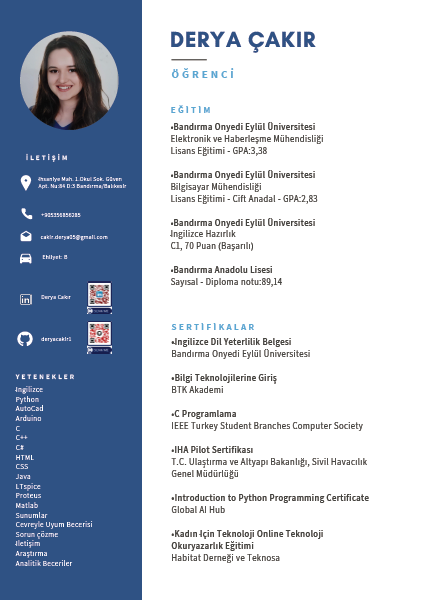 DERYA ÇAKIR
ÖĞRENCİ
İLETİŞİM
İhsaniye Mah. 1.Okul Sok. Güven
Apt. No:84 D:3 Bandırma/Balıkesir
+905356856285
cakir.derya05@gmail.com
Ehliyet: B
Derya Cakır
deryacakir1
YETENEKLER
İngilizce
Python
AutoCad
Arduino
C
C++
C#
HTML
CSS
Java
LTspice
Proteus
Matlab
Sunumlar
Cevreyle Uyum Becerisi
Sorun çözme
İletişim
Araştırma
Analitik Beceriler
EĞİTİM
•Bandırma Onyedi Eylül Üniversitesi
Elektronik ve Haberleşme Mühendisliği
Lisans Eğitimi - GPA:3,38
•Bandırma Onyedi Eylül Üniversitesi
Bilgisayar Mühendisliği
Lisans Eğitimi - Cift Anadal - GPA:2,83
•Bandırma Onyedi Eylül Üniversitesi
İngilizce Hazırlık
C1, 70 Puan (Başarılı)
•Bandırma Anadolu Lisesi
Sayısal - Diploma notu:89,14
SERTİFİKALAR
•İngilizce Dil Yeterlilik Belgesi
Bandırma Onyedi Eylül Üniversitesi
•Bilgi Teknolojilerine Giriş
BTK Akademi
•C Programlama
IEEE Turkey Student Branches Computer Society
•IHA Pilot Sertifikası
T.C. Ulaştırma ve Altyapı Bakanlığı, Sivil Havacılık
Genel Müdürlüğü
•Introduction to Python Programming Certificate
Global AI Hub
•Kadın İçin Teknoloji Online Teknoloji
Okuryazarlık Eğitimi
Habitat Derneği ve Teknosa